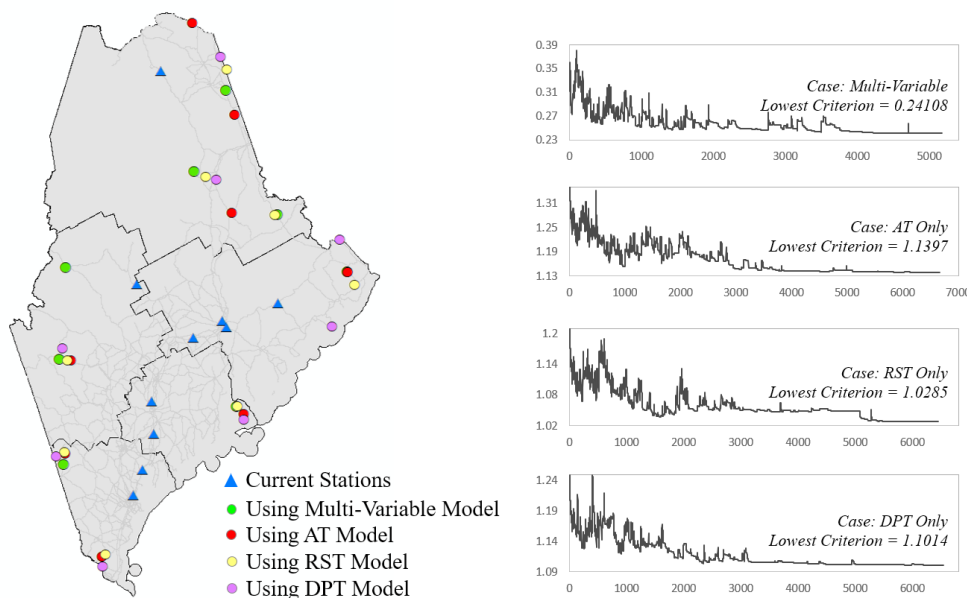 Current Stations
Using Multi-Variable Model
Using AT Model
Using RST Model
Using DPT Model
0.39
0.35
0.31
0.27
0.23
Case: Multi-Variable
Lowest Criterion = 0.24108
0 1000 2000 3000 4000 5000
1.31
1.25
1.19
1.13
Case: AT Only
Lowest Criterion = 1.1397
0 1000 2000 3000 4000 5000 6000
1.2
1.14
1.08
1.02
Case: RST Only
Lowest Criterion = 1.0285
0 1000 2000 3000 4000 5000 6000
1.24
1.19
1.14
1.09
Case: DPT Only
Lowest Criterion = 1.1014
0 1000 2000 3000 4000 5000 6000